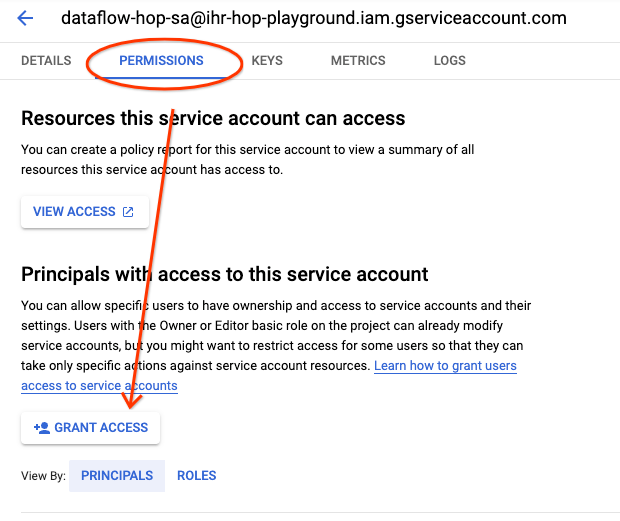 dataflow-hop-sa@ihr-hop-playground.iam.gserviceaccount.com
DETAILS PERMISSIONS KEYS METRICS LOGS
Resources this service account can access
You can create a policy report for this service account to view a summary of all
resources this service account has access to.
VIEW ACCESS
Principals with access to this service account
You can allow specific users to have ownership and access to service accounts and their
settings. Users with the Owner or Editor basic role on the project can already modify
service accounts, but you might want to restrict access for some users so that they can
take only specific actions against service account resources. Learn how to grant users
access to service accounts
GRANT ACCESS
View By: PRINCIPALS ROLES